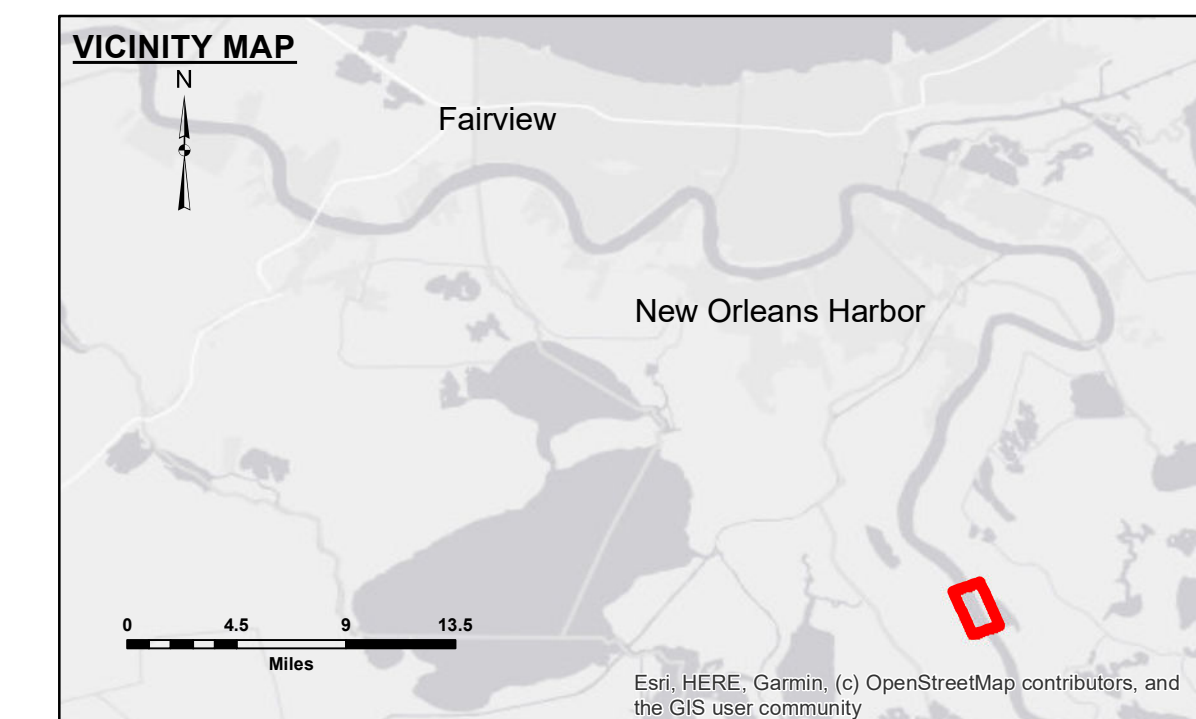 VICINITY MAP
N
Fairview
New Orleans Harbor
0 4.5 9 13.5
Miles
Esri, HERE, Garmin, (c) OpenStreetMap contributors, and
the GIS user community